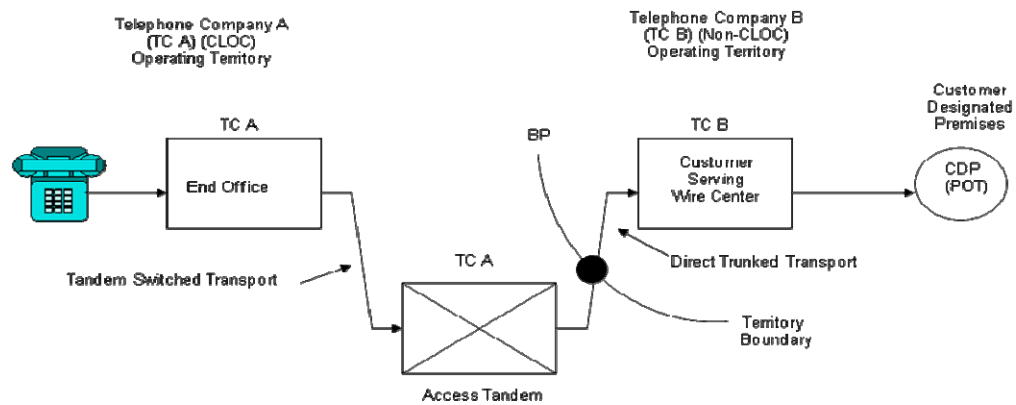 Telephone Company A
(TC A) (CLOC)
Operating Territory
Telephone Company B
(TC B) (Non-CLOC)
Operating Territory
Customer
Designated
Premises
TC A
End Office
BP
TC B
Customer
Serving
Wire Center
CDP
(POT)
Tandem Switched Transport
TC A
Direct Trunked Transport
Territory
Boundary
Access Tandem